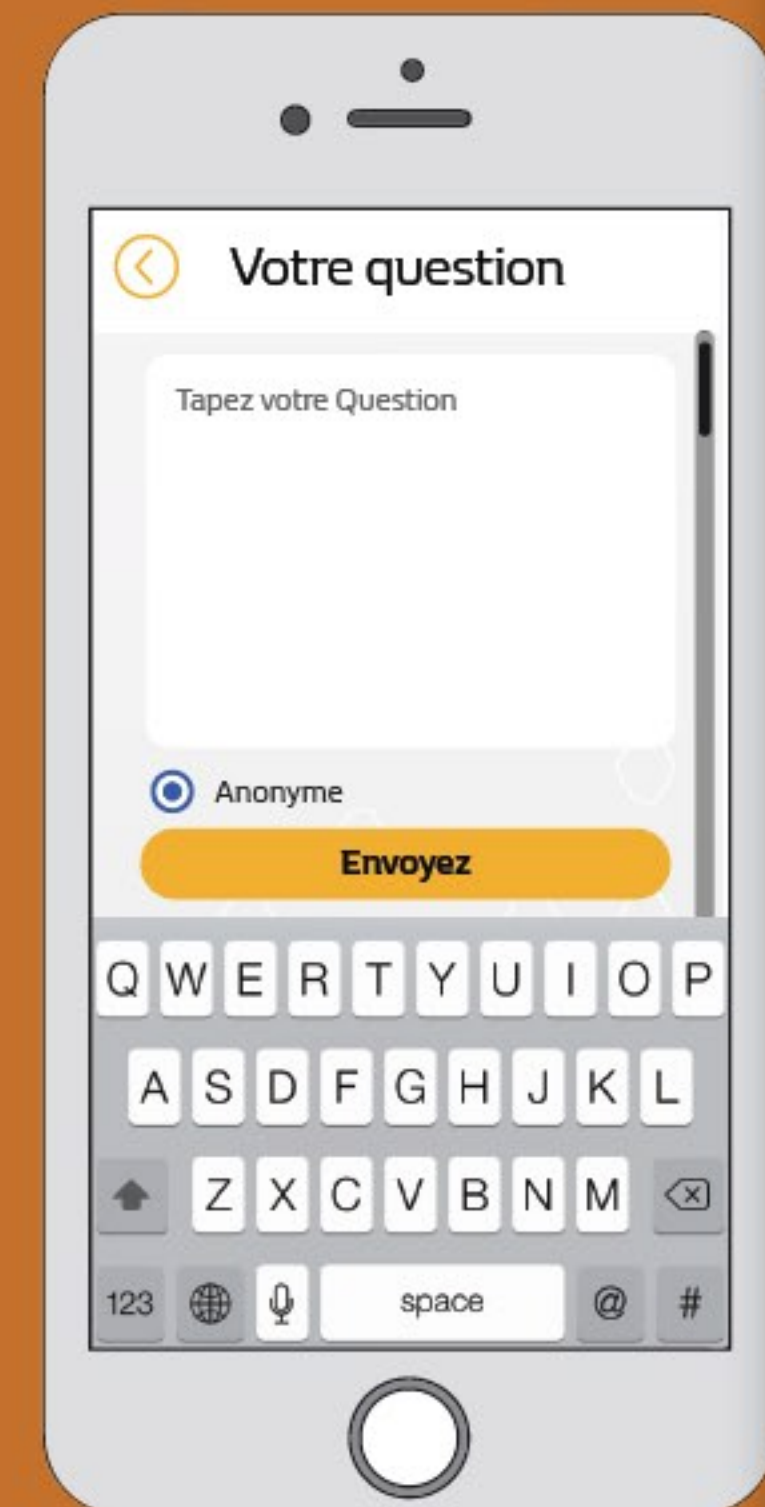 Votre question
Tapez votre Question
Anonyme
Envoyez
Q W E R T Y U I O P
A S D F G H J K L
Z X C V B N M
123 space @ #